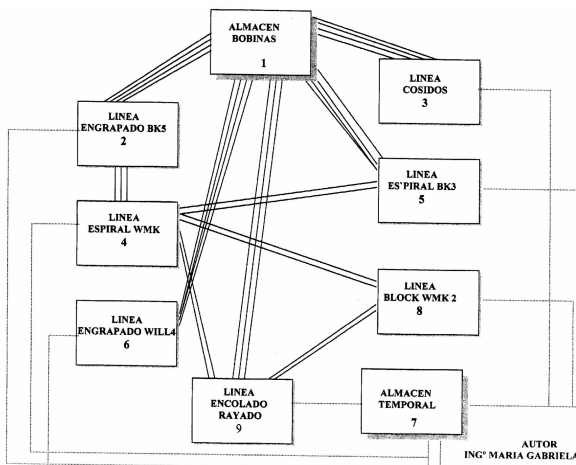 ALMACEN
BOBINAS
1
LINEA
COSIDOS
3
LINEA
ENGRAPADO BK5
2
LINEA
ES`PIRAL BK3
5
LINEA
ESPIRAL WMK
4
LINEA
BLOCK WMK 2
8
LINEA
ENGRAPADO WILL4
6
LINEA
ENCOLADO
RAYADO
9
ALMACEN
TEMPORAL
7
AUTOR
INGº MARIA GABRIELA